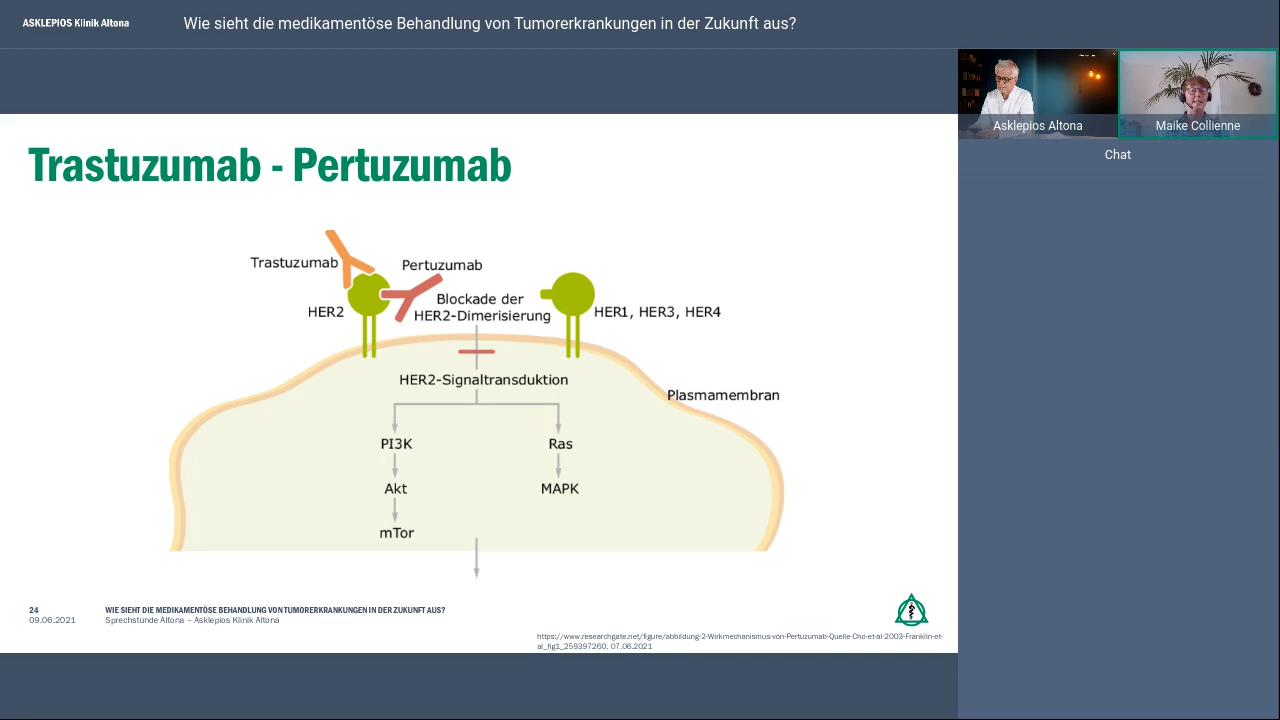 ASKLEPIOS Klinik Altona
Wie sieht die medikamentöse Behandlung von Tumorerkrankungen in der Zukunft aus?
Asklepios Altona
Maike Collienne
Chat
Trastuzumab - Pertuzumab
Trastuzumab
Pertuzumab
HER2
Blockade der
HER2-Dimerisierung
HER1, HER3, HER4
HER2-Signaltransduktion
Plasmamembran
PI3K
Ras
Akt
MAPK
mTor
24
WIE SIEHT DIE MEDIKAMENTÖSE BEHANDLUNG VON TUMORERKRANKUNGEN IN DER ZUKUNFT AUS?
09.06.2021
Sprechstunde Altona – Asklepios Klinik Altona
https://www.researchgate.net/figure/abbildung-2-Wirkmechanismus-von-Pertuzumab-Quelle-Cho-et-al-2003-Franklin-et-
al_fig1_259397260, 07.06.2021